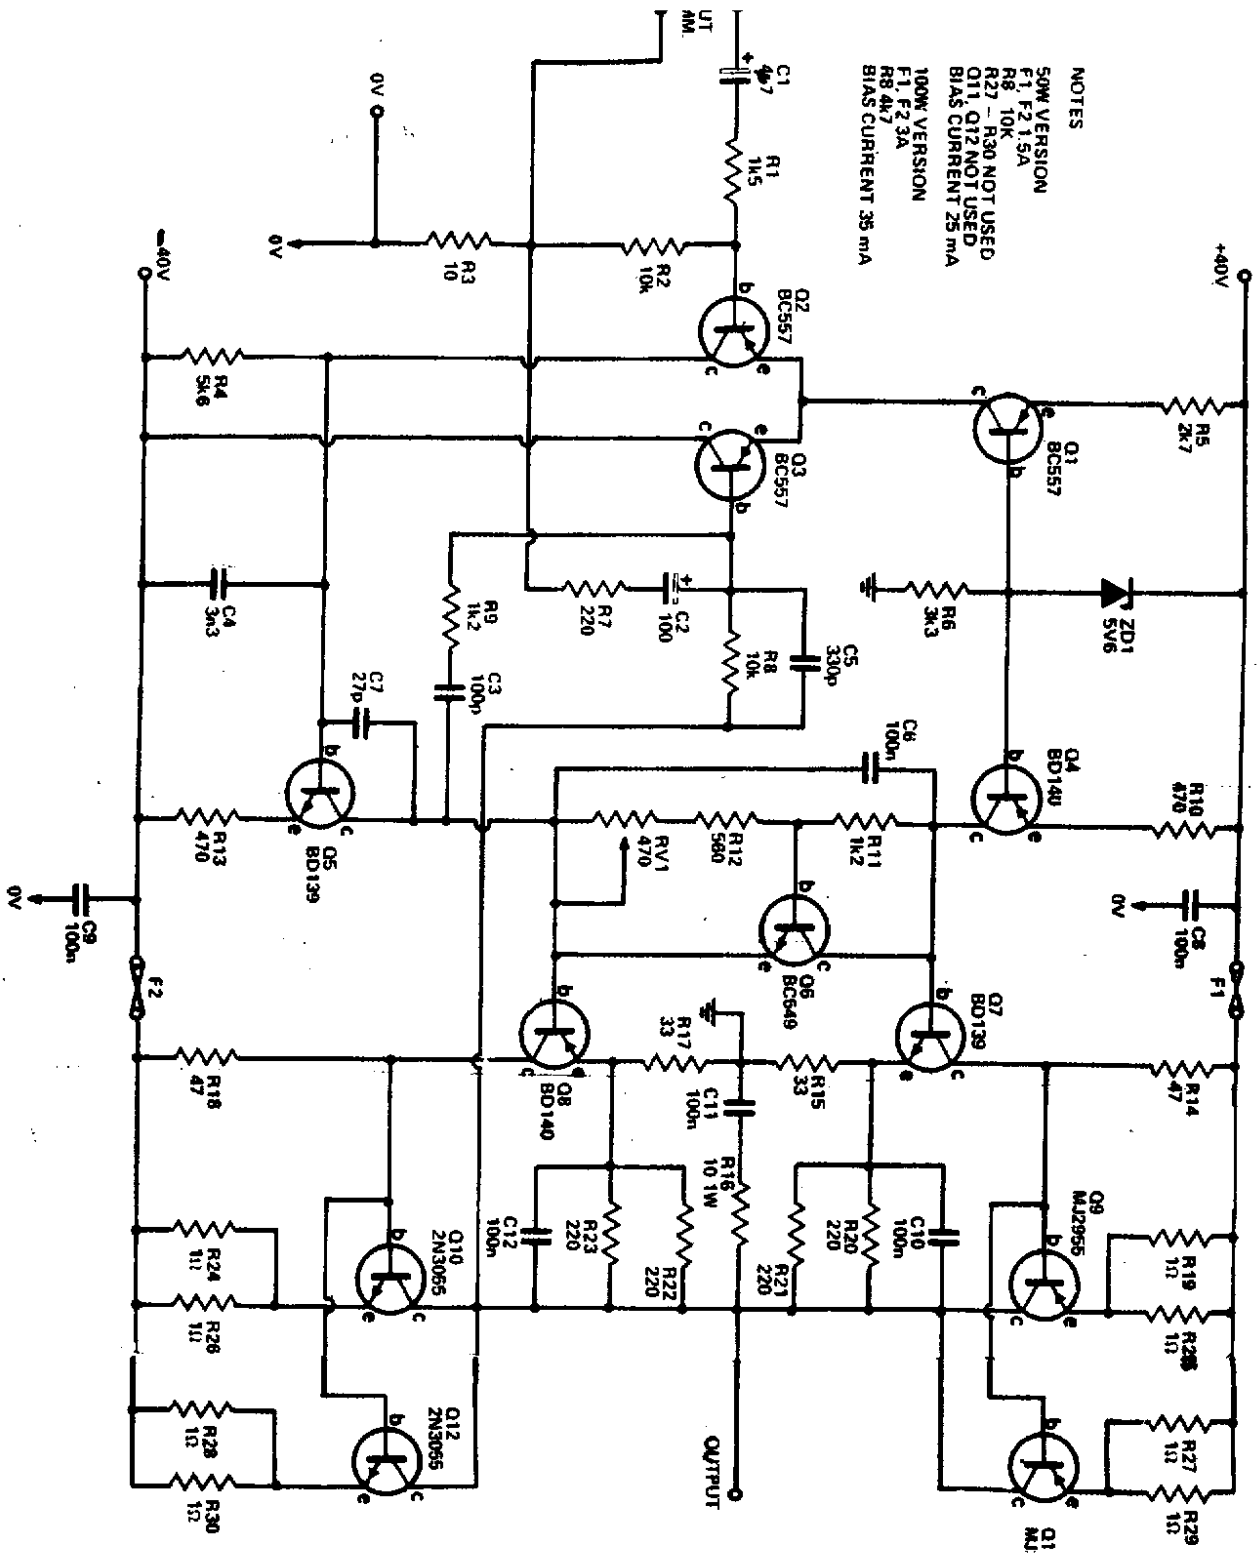 NOTES
50W VERSION
F1, F2 1.5A
R8 10K
R27 – R30 NOT USED
Q11, Q12 NOT USED
BIAS CURRENT 25 mA
100W VERSION
F1, F2 3A
R8 4k7
BIAS CURRENT 35 mA
+40V
R5
2k7
Q1
BC557
e
c
b
ZD1
5V6
R6
3k3
R10
470
Q4
BD140
b
e
c
C8
100n
0V
F1
R14
47
Q7
BD139
b
c
e
Q9
MJ2955
b
c
e
R19
1Ω
1Ω
R27
1Ω
R29
1Ω
Q1
MJ
b
c
e
UT
C1
+
R1
1k5
Q2
BC557
b
c
e
Q3
BC557
c
e
b
R2
10k
R3
10
0V
0V
C5
330p
R8
10k
+
C2
100
R7
220
R9
1k2
C3
100p
C6
100n
R11
1k2
R12
560
RV1
470
b
e
c
Q6
R15
33
R17
33
C11
100n
R16
10 1W
C10
100n
R20
220
R21
220
R22
220
R23
220
C12
100n
OUTPUT
Q8
BD140
b
c
e
–40V
R4
5k6
C4
3n3
C7
27p
Q5
BD139
b
e
c
R13
470
0V
C9
100n
F2
R18
47
Q10
2N3055
b
e
c
R24
1Ω
R26
1Ω
Q12
2N3055
b
e
c
R28
1Ω
R30
1Ω